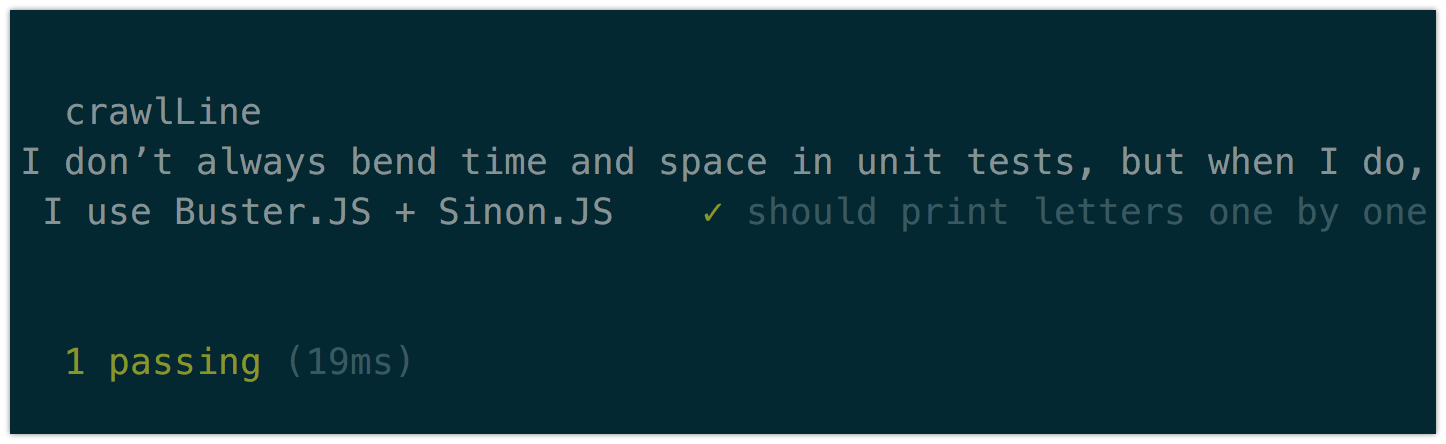 crawlLine
I don’t always bend time and space in unit tests, but when I do,
I use Buster.JS + Sinon.JS ✓ should print letters one by one
1 passing (19ms)